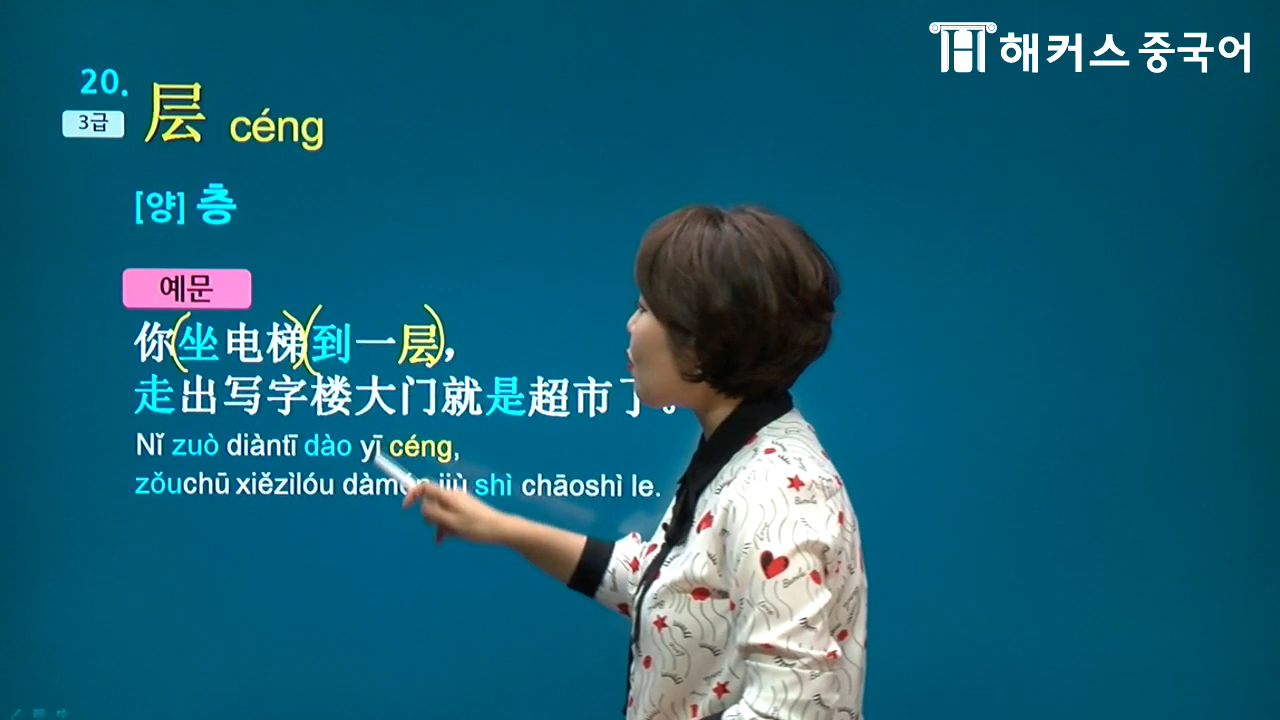 해커스 중국어
20.
3급
层 céng
[양] 층
예문
你坐电梯到一层,
走出写字楼大门就是超市了。
Nǐ zuò diàntī dào yī céng,
zǒuchū xiězìlóu dàmén jiù shì chāoshì le.